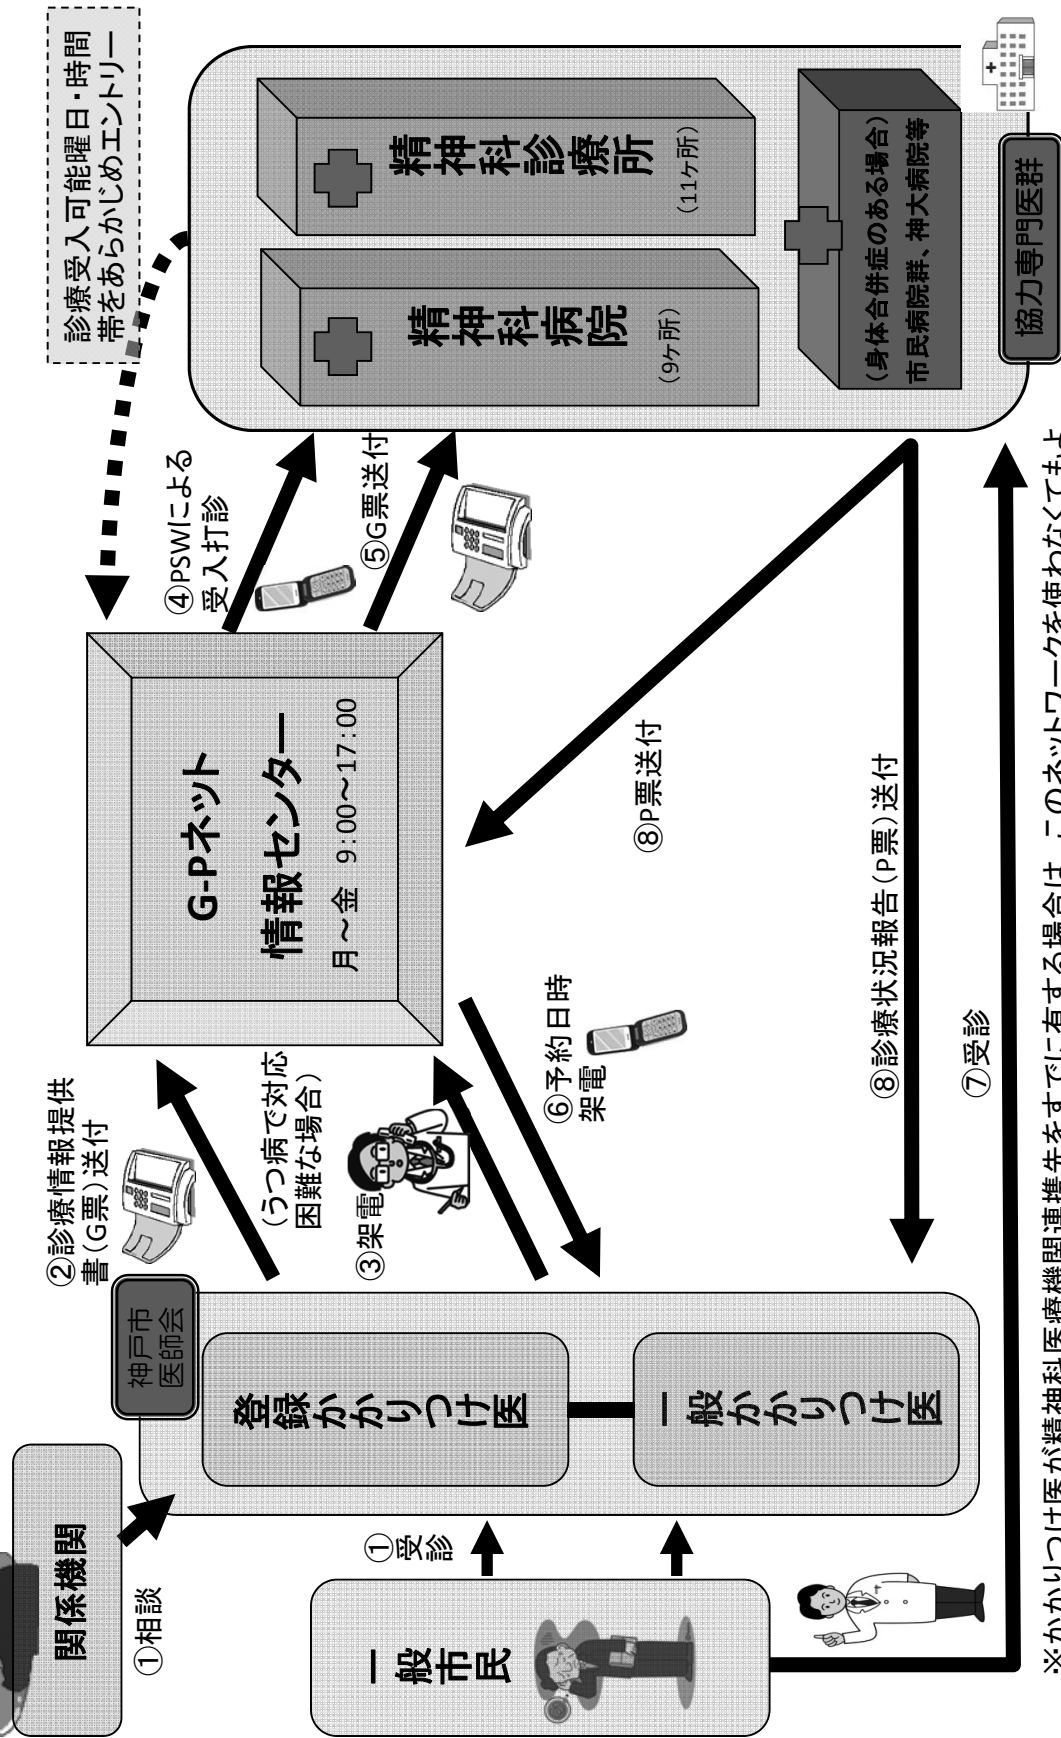 関係機関
①相談
一般市民
①
受
診
神戸市
医師会
登録かかりつけ医
一般かかりつけ医
②診療情報提供
書(G票)送付
(うつ病で対応
困難な場合)
③架電
G-Pネット
情報センター
月～金 9:00～17:00
④PSWによる
受入打診
⑤G票送付
⑥予約日時
架電
⑧P票送付
⑧診療状況報告(P票)送付
⑦受診
診療受入可能曜日・時間
帯をあらかじめエントリー
精神科診療所
(11ケ所)
精神科病院
(9ケ所)
(身体合併症のある場合)
市民病院群、神大病院等
協力専門医群
※かかりつけ医が精神科医療機関連携先をすでに有する場合は、このネットワークを使わなくてもよ